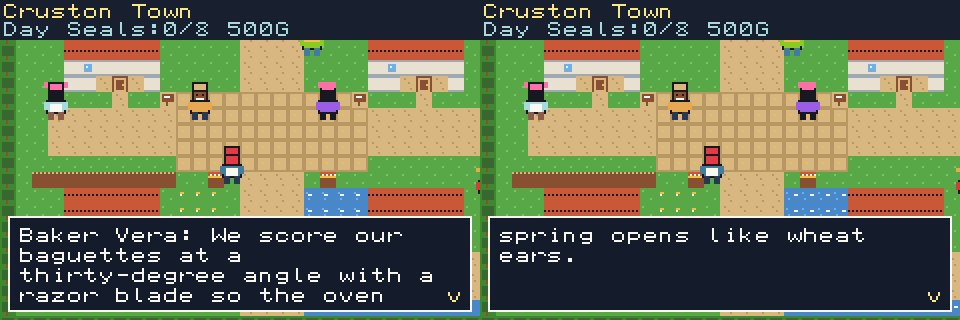 Cruston Town
Day Seals:0/8 500G
Baker Vera: We score our
baguettes at a
thirty-degree angle with a
razor blade so the oven
v
Cruston Town
Day Seals:0/8 500G
spring opens like wheat
ears.
v